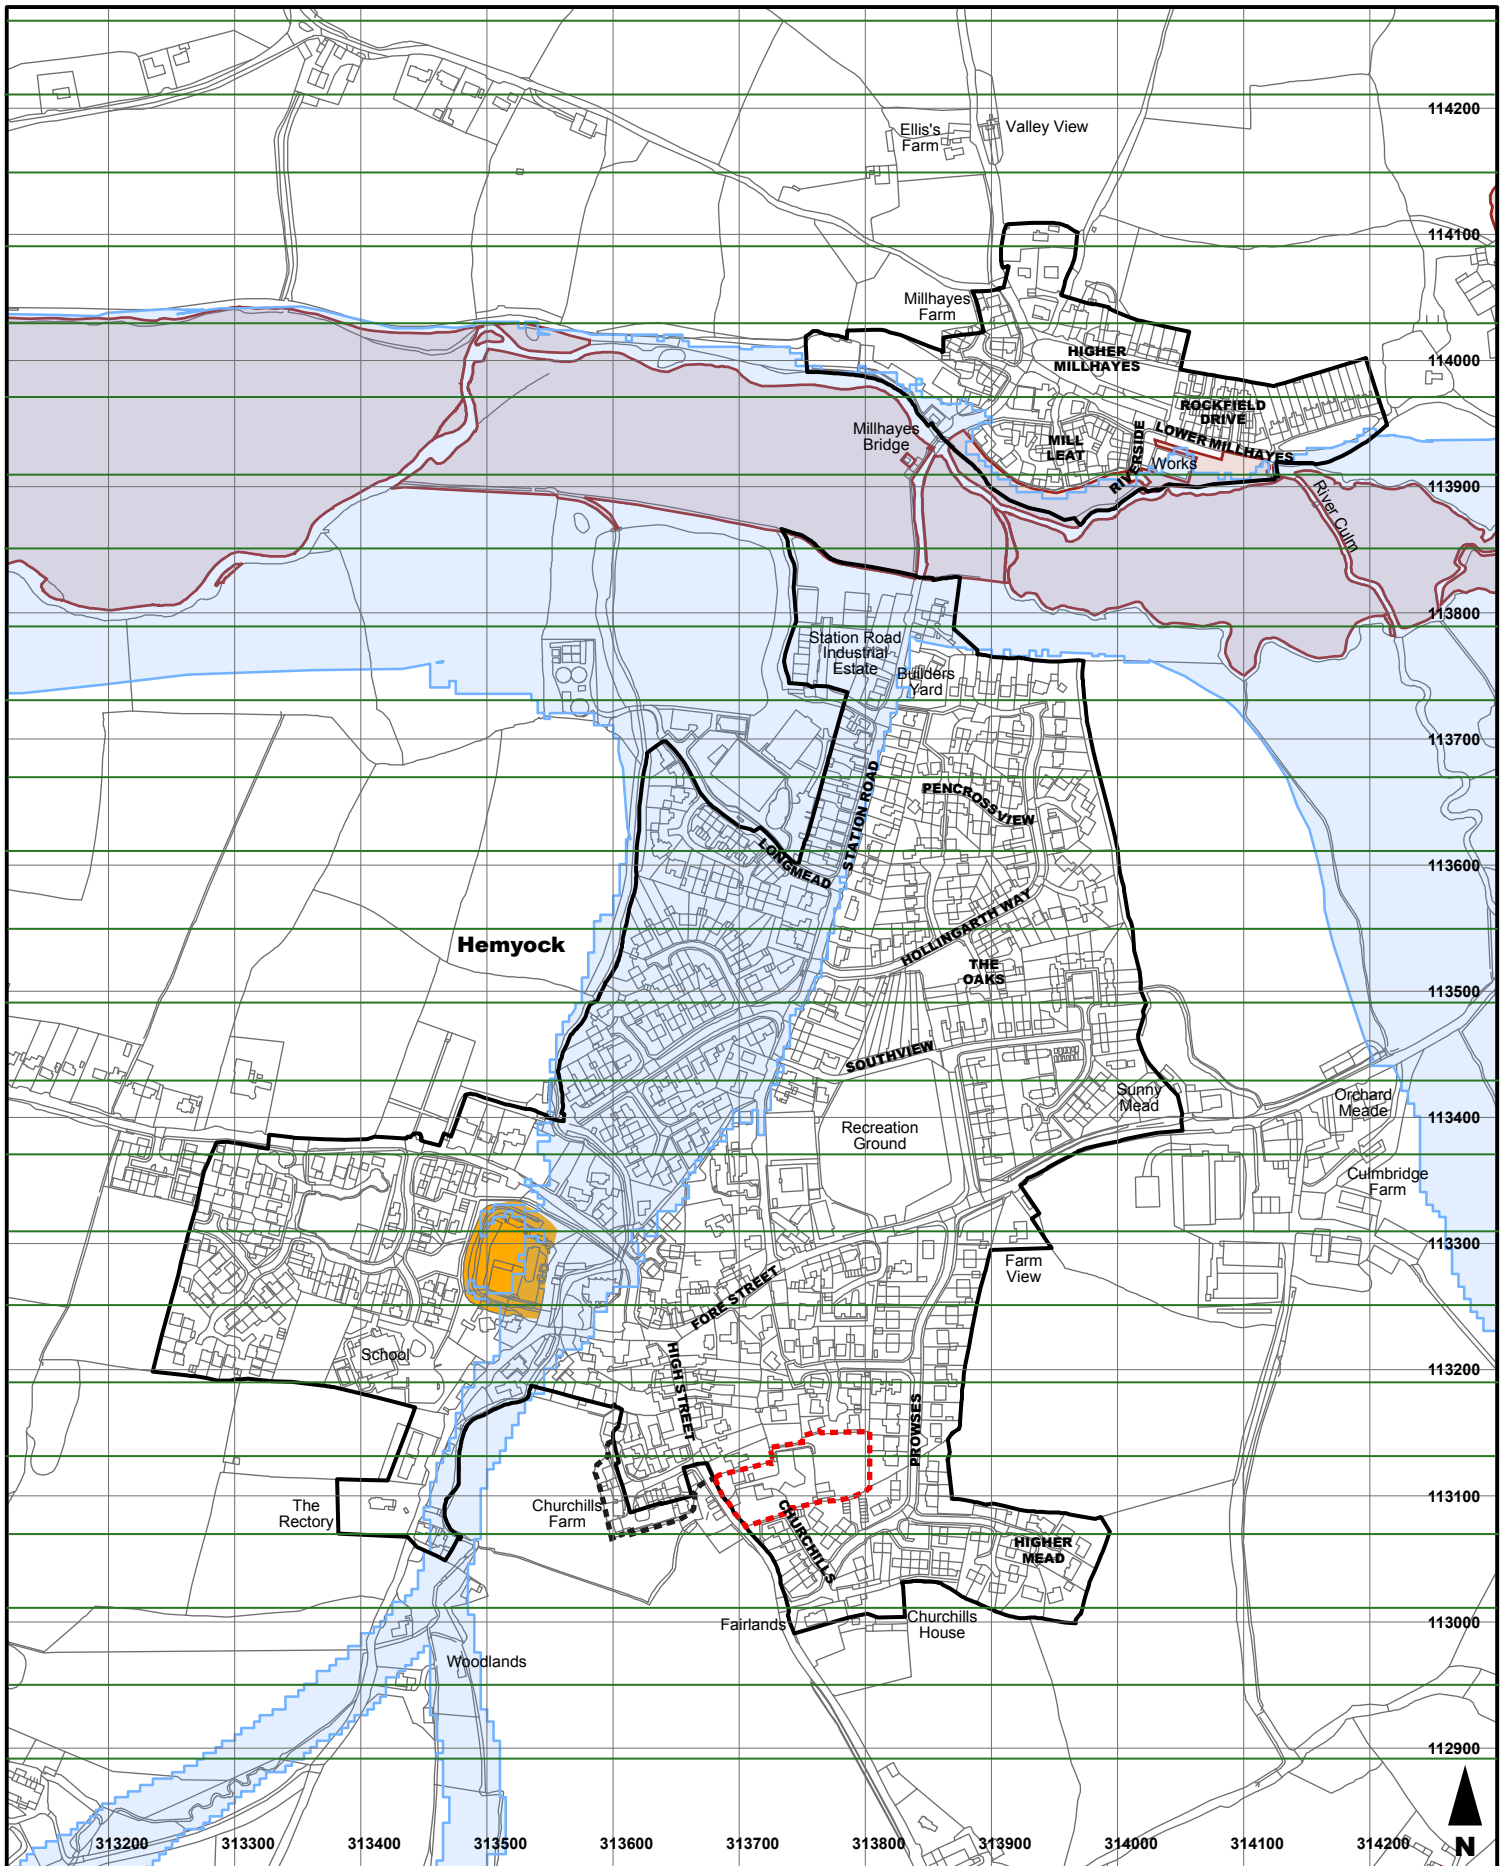 114200
Ellis's
Farm
Valley View
114100
Millhayes
Farm
HIGHER
MILLHAYES
114000
ROCKFIELD
DRIVE
Millhayes
Bridge
MILL
LEAT
RIVERSIDE
LOWER MILLHAYES
Works
113900
River Culm
113800
Station Road
Industrial
Estate
Builders
Yard
113700
STATION ROAD
PENCROSS VIEW
LONGMEAD
113600
HOLLINGARTH WAY
Hemyock
THE
OAKS
113500
SOUTHVIEW
Sunny
Mead
Orchard
Meade
113400
Recreation
Ground
Culmbridge
Farm
113300
Farm
View
FORE STREET
School
HIGH STREET
113200
PROWSES
The
Rectory
Churchills
Farm
113100
CHURCHILLS
HIGHER
MEAD
Fairlands
Churchills
House
113000
Woodlands
112900
313200
313300
313400
313500
313600
313700
313800
313900
314000
314100
314200
N